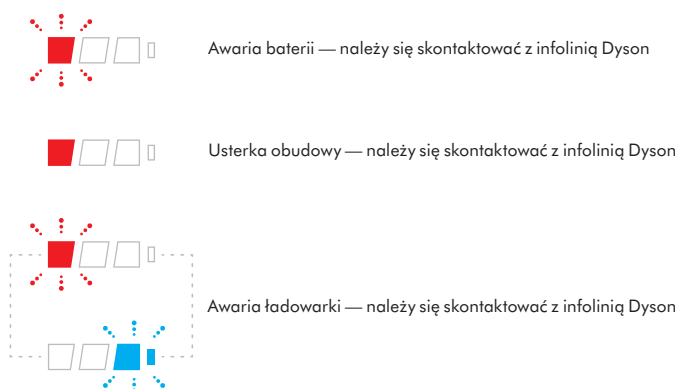 Awaria baterii — należy się skontaktować z infolinią Dyson
Usterka obudowy — należy się skontaktować z infolinią Dyson
Awaria ładowarki — należy się skontaktować z infolinią Dyson